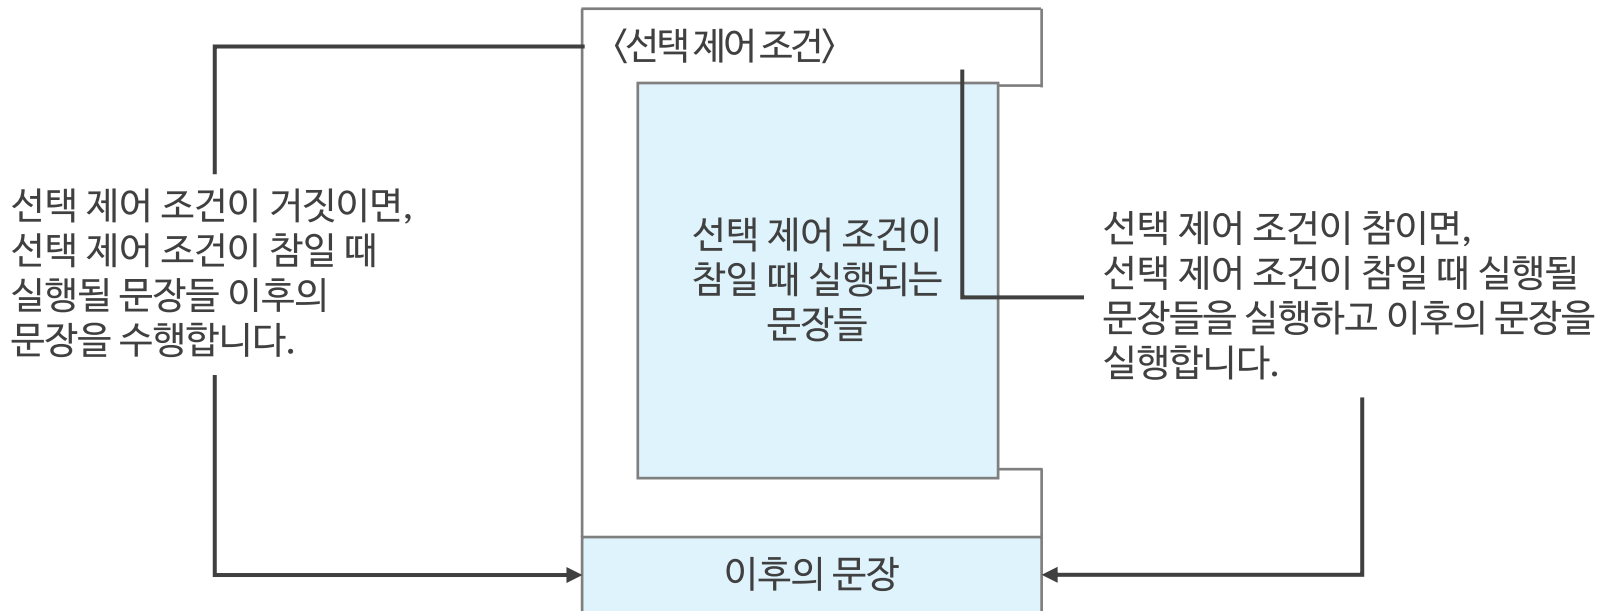 〈선택 제어 조건〉
선택 제어 조건이 거짓이면,
선택 제어 조건이 참일 때
실행될 문장들 이후의
문장을 수행합니다.
선택 제어 조건이
참일 때 실행되는
문장들
선택 제어 조건이 참이면,
선택 제어 조건이 참일 때 실행될
문장들을 실행하고 이후의 문장을
실행합니다.
이후의 문장